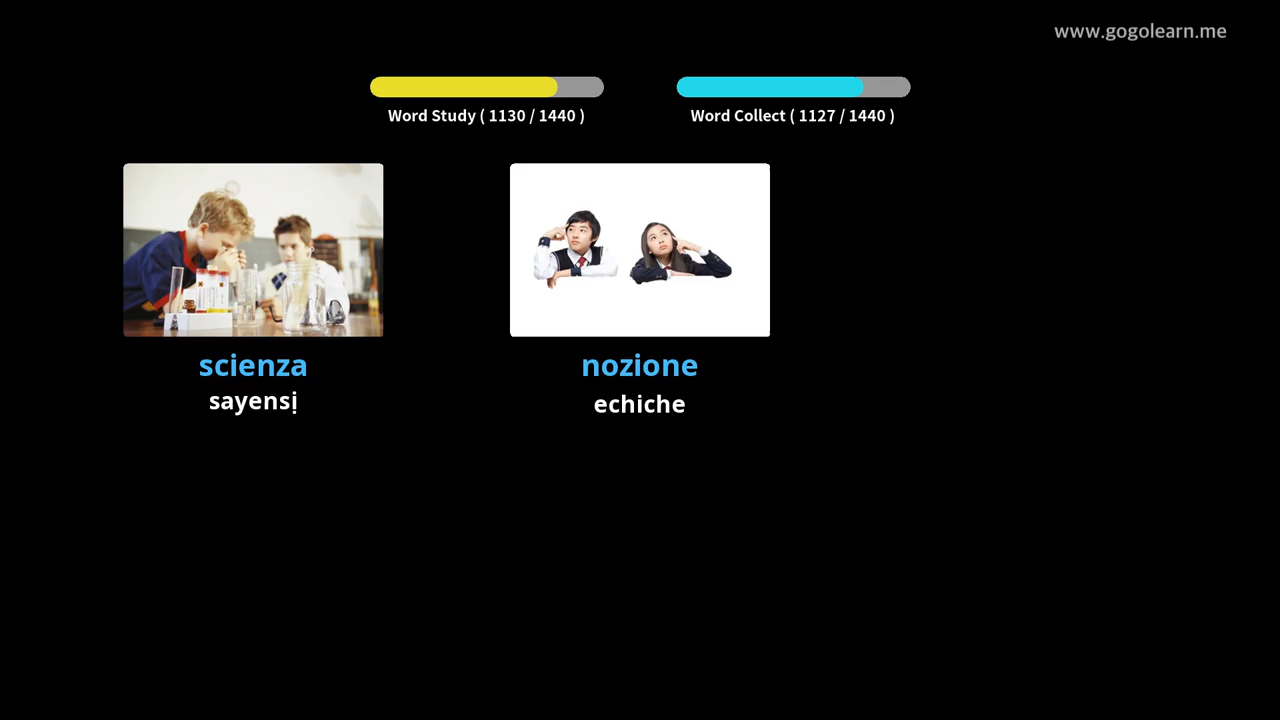 www.gogolearn.me
Word Study ( 1130 / 1440 )
Word Collect ( 1127 / 1440 )
scienza
sayensị
nozione
echiche